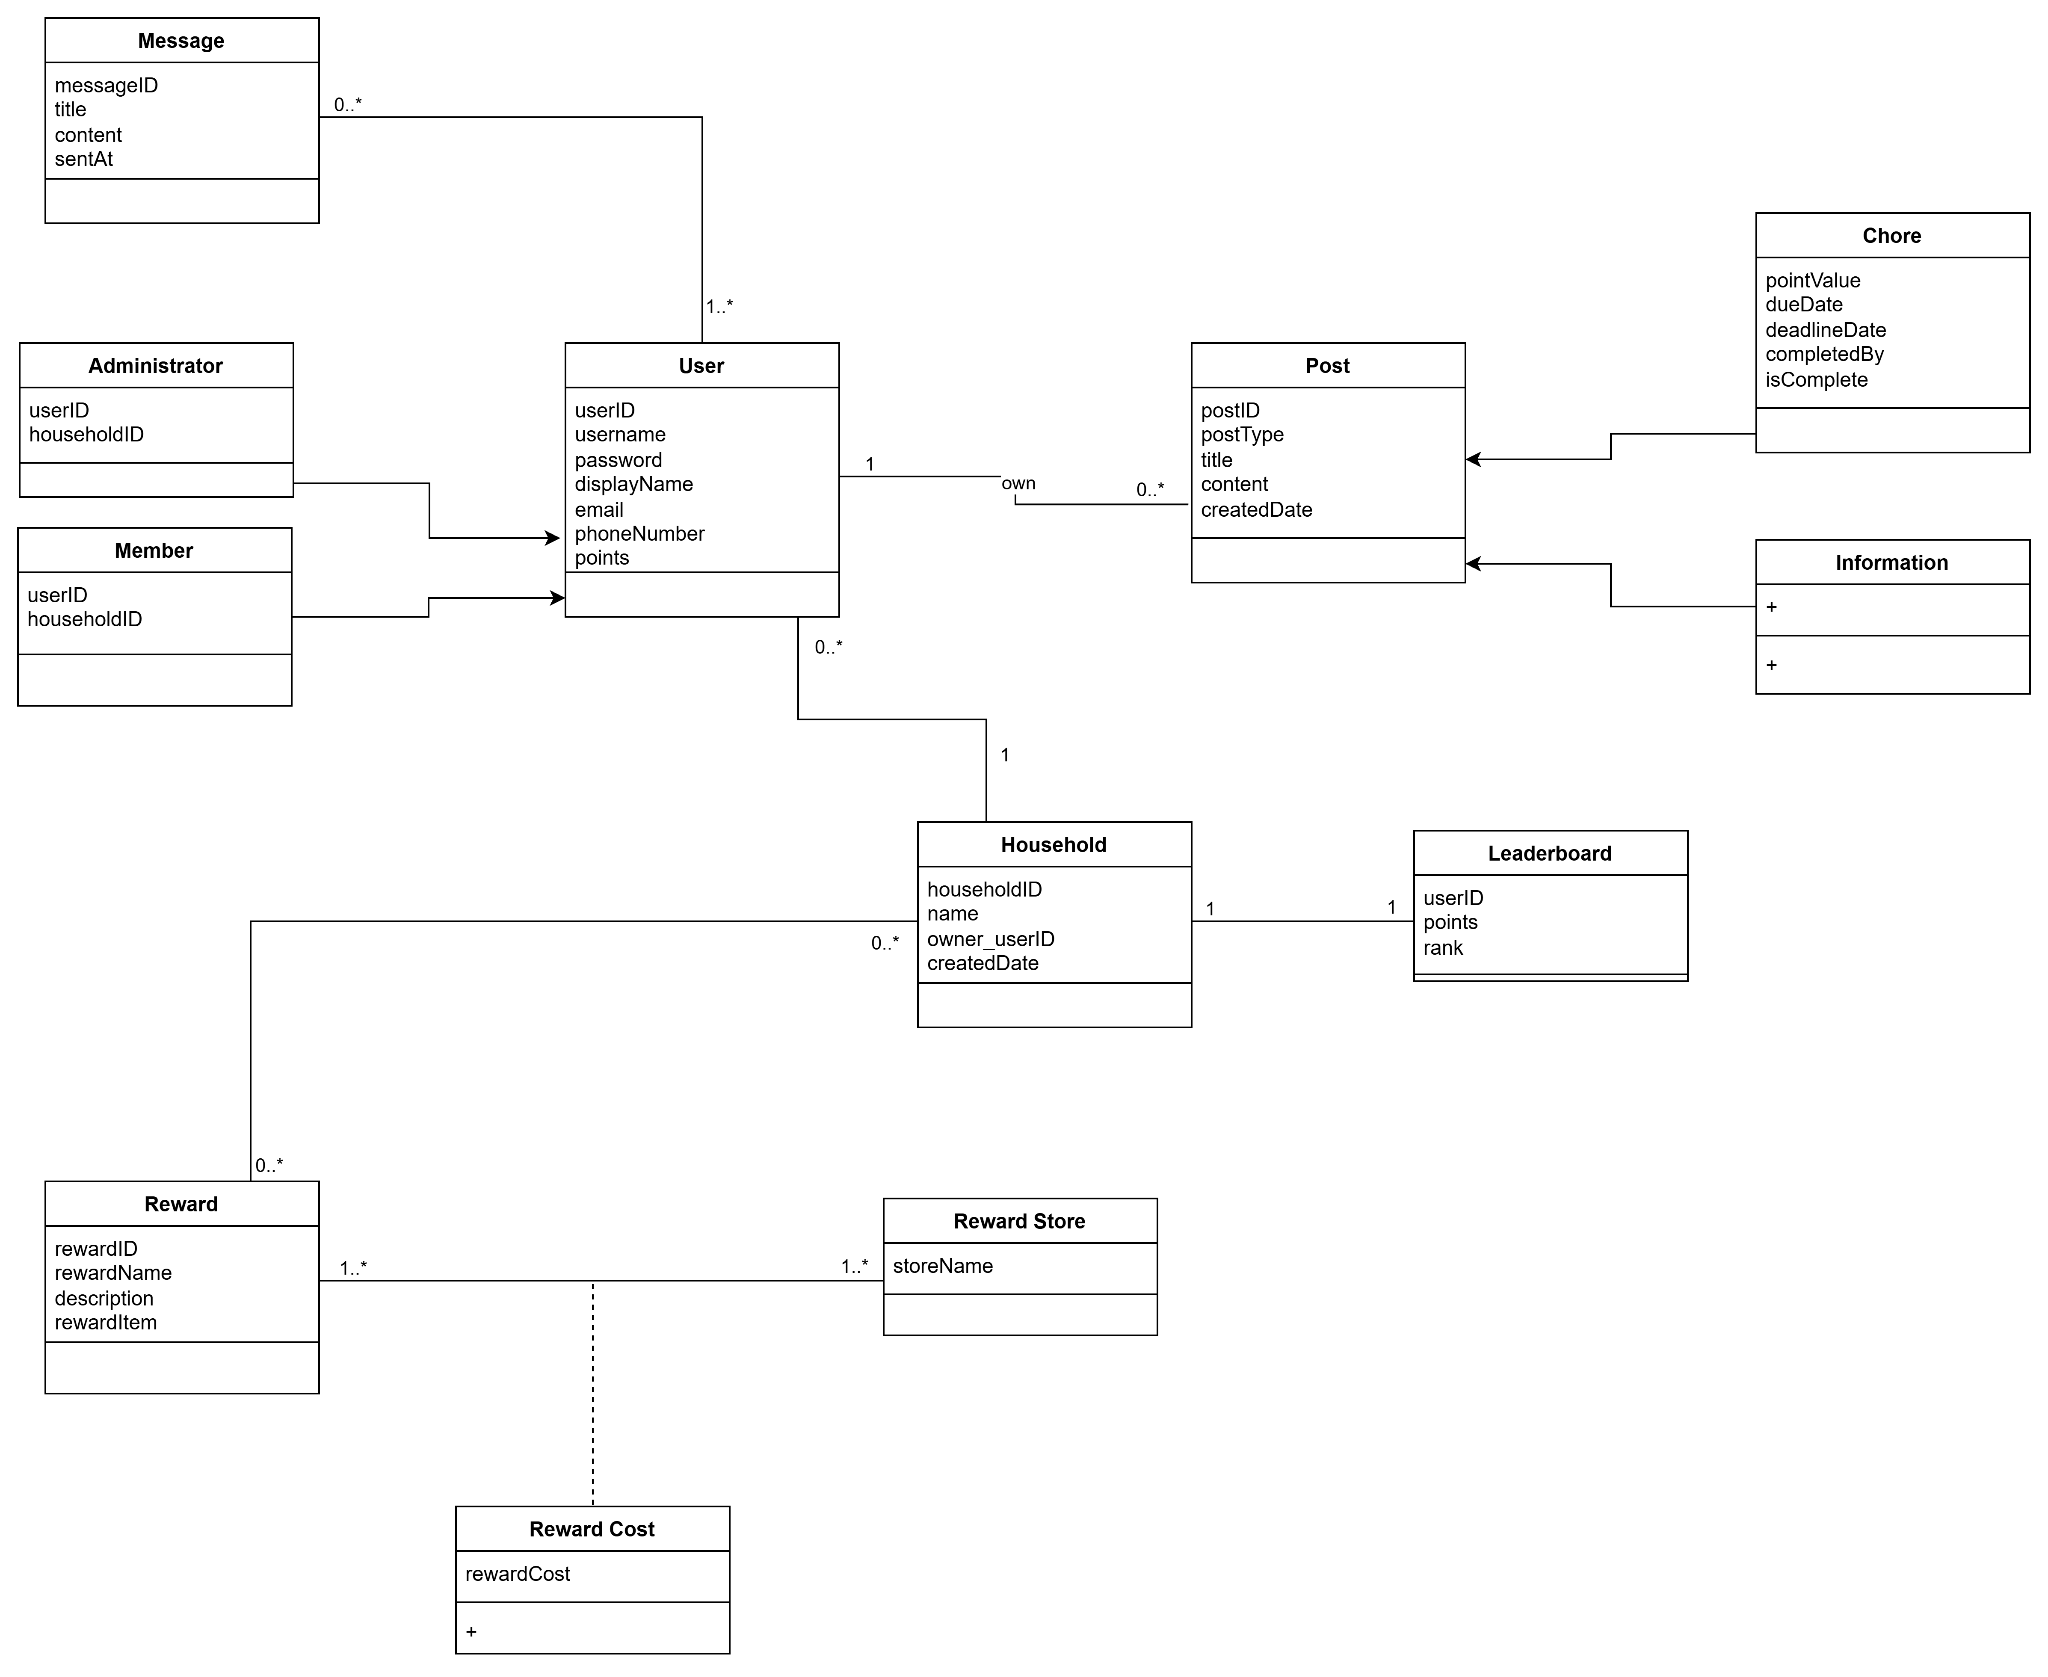 Message
messageID
title
content
sentAt
0..*
1..*
Administrator
userID
householdID
Member
userID
householdID
User
userID
username
password
displayName
email
phoneNumber
points
1
own
0..*
Post
postID
postType
title
content
createdDate
Chore
pointValue
dueDate
deadlineDate
completedBy
isComplete
Information
+
+
0..*
1
Household
householdID
name
owner_userID
createdDate
1
1
Leaderboard
userID
points
rank
0..*
0..*
Reward
rewardID
rewardName
description
rewardItem
1..*
1..*
Reward Store
storeName
Reward Cost
rewardCost
+